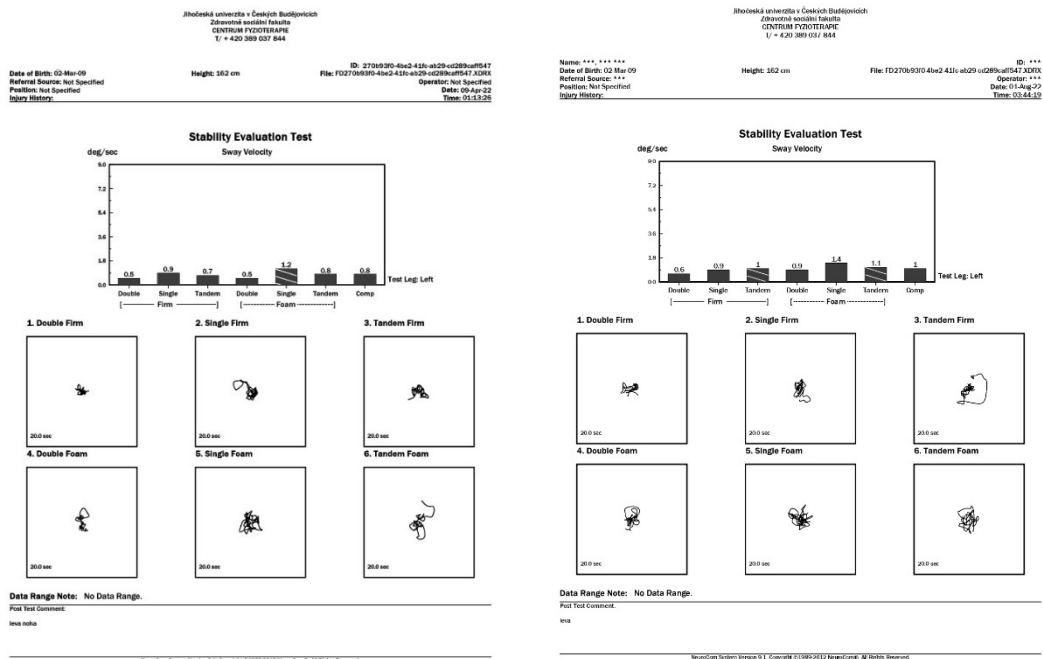 Jihočeská univerzita v Českých Budějovicích
Zdravotně sociální fakulta
CENTRUM FYZIOTERAPIE
T/ + 420 389 037 844
ID: 270b93f0-4be2-41fc-ab29-cd289caff547
Date of Birth: 02-Mar-09 Height: 162 cm File: FD270b93f0-4be2-41fc-ab29-cd289caff547.XDRX
Referral Source: Not Specified Operator: Not Specified
Position: Not Specified Date: 09-Apr-22
Injury History: Time: 01:13:26
Stability Evaluation Test
deg/sec Sway Velocity
9.0
7.2
5.4
3.6
1.8
0.0
0.5 0.9 0.7 0.5 1.2 0.8 0.8
Test Leg: Left
Double Single Tandem Double Single Tandem Comp
[ Firm ] [ Foam ]
1. Double Firm 2. Single Firm 3. Tandem Firm
20.0 sec 20.0 sec 20.0 sec
4. Double Foam 5. Single Foam 6. Tandem Foam
20.0 sec 20.0 sec 20.0 sec
Data Range Note: No Data Range.
Post Test Comment:
leva noha
Jihočeská univerzita v Českých Budějovicích
Zdravotně sociální fakulta
CENTRUM FYZIOTERAPIE
T/ + 420 389 037 844
Name: ***, *** *** ID: ***
Date of Birth: 02-Mar-09 Height: 162 cm File: FD270b93f0-4be2-41fc-ab29-cd289caff547.XDRX
Referral Source: *** Operator: ***
Position: Not Specified Date: 01-Aug-22
Injury History: Time: 03:44:19
Stability Evaluation Test
deg/sec Sway Velocity
9.0
7.2
5.4
3.6
1.8
0.0
0.6 0.9 1 0.9 1.4 1.1 1
Test Leg: Left
Double Single Tandem Double Single Tandem Comp
[ Firm ] [ Foam ]
1. Double Firm 2. Single Firm 3. Tandem Firm
20.0 sec 20.0 sec 20.0 sec
4. Double Foam 5. Single Foam 6. Tandem Foam
20.0 sec 20.0 sec 20.0 sec
Data Range Note: No Data Range.
Post Test Comment:
leva
NeuroCom System Version 9.1, Copyright ©1989-2012 NeuroCom®. All Rights Reserved.